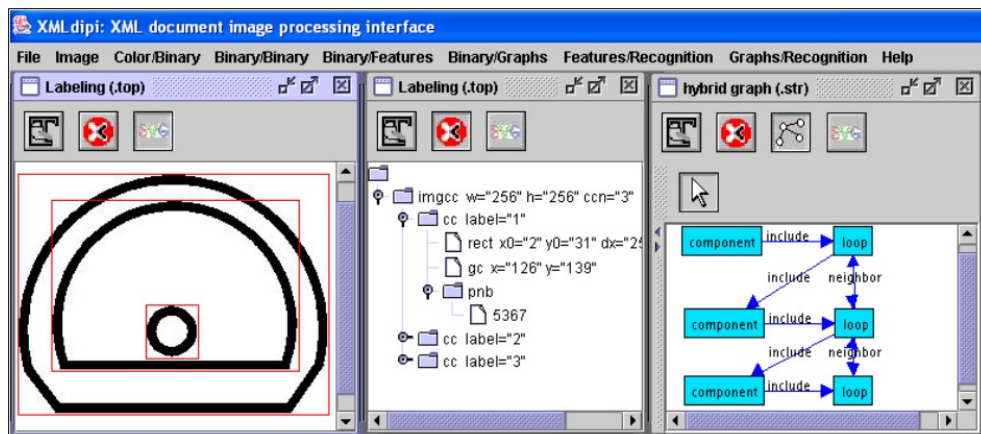 XMLdipi: XML document image processing interface
File Image Color/Binary Binary/Binary Binary/Features Binary/Graphs Features/Recognition Graphs/Recognition Help
Labeling (.top)
SVG
Labeling (.top)
SVG
imgcc w="256" h="256" ccn="3"
cc label="1"
rect x0="2" y0="31" dx="25
gc x="126" y="139"
pnb
5367
cc label="2"
cc label="3"
hybrid graph (.str)
SVG
component include loop
include neighbor
component include loop
include neighbor
component include loop